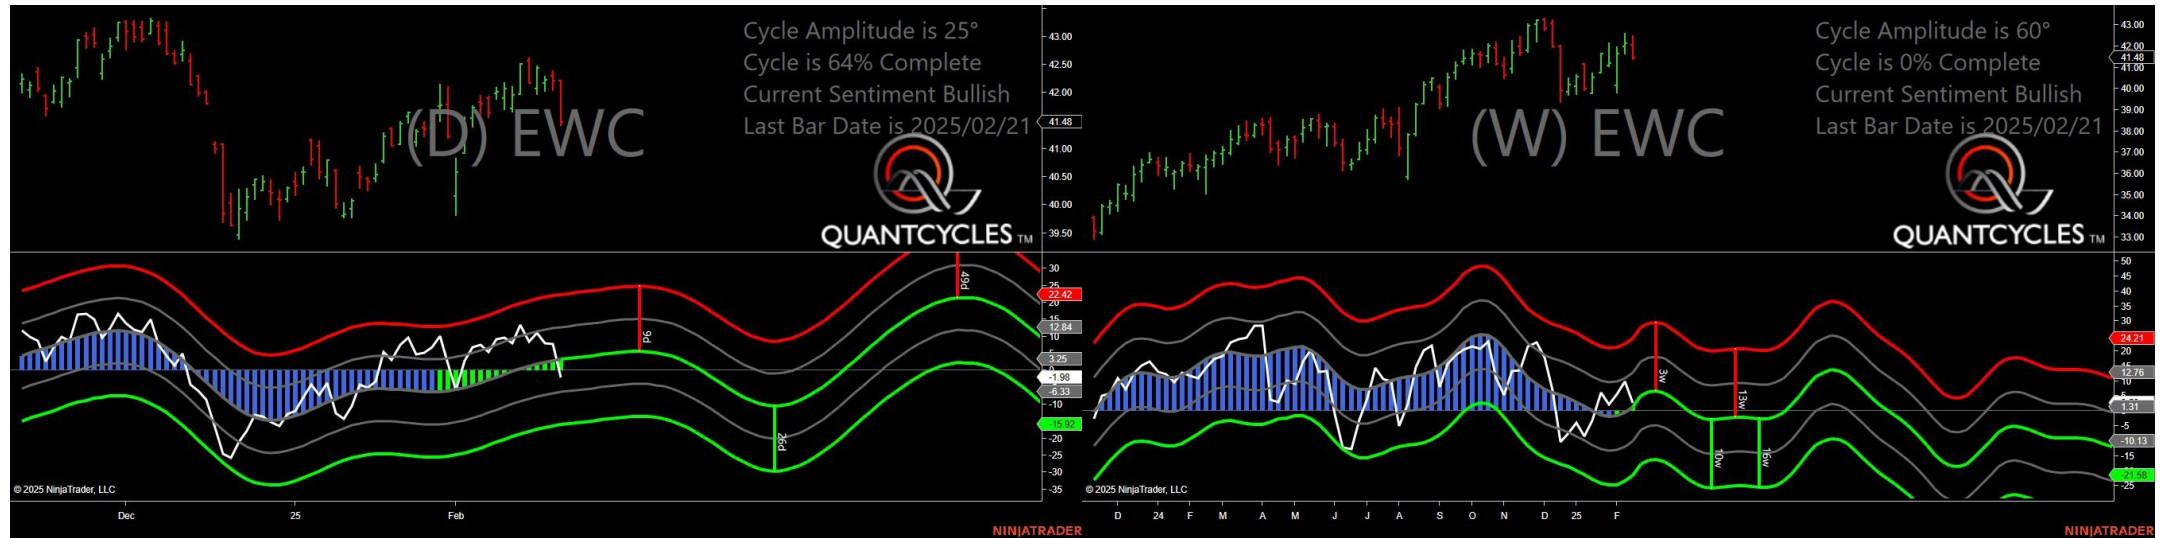 Cycle Amplitude is 25°
Cycle is 64% Complete
Current Sentiment Bullish
Last Bar Date is 2025/02/21
(D) EWC
QUANTCYCLES TM
43.00
42.50
42.00
41.48
41.00
40.50
40.00
39.50
30
25
22.42
20
15
12.84
10
3.25
-1.98
-6.33
-10
-15.92
-20
-25
-30
-35
9d
26d
49d
© 2025 NinjaTrader, LLC
Dec 25 Feb
NINJATRADER
Cycle Amplitude is 60°
Cycle is 0% Complete
Current Sentiment Bullish
Last Bar Date is 2025/02/21
(W) EWC
QUANTCYCLES TM
43.00
42.00
41.48
41.00
40.00
39.00
38.00
37.00
36.00
35.00
34.00
33.00
50
45
40
35
30
24.21
20
12.76
10
1.31
-5
-10.13
-15
-21.58
-25
3w
13w
10w
16w
© 2025 NinjaTrader, LLC
D 24 F M A M J J A S O N D 25 F
NINJATRADER